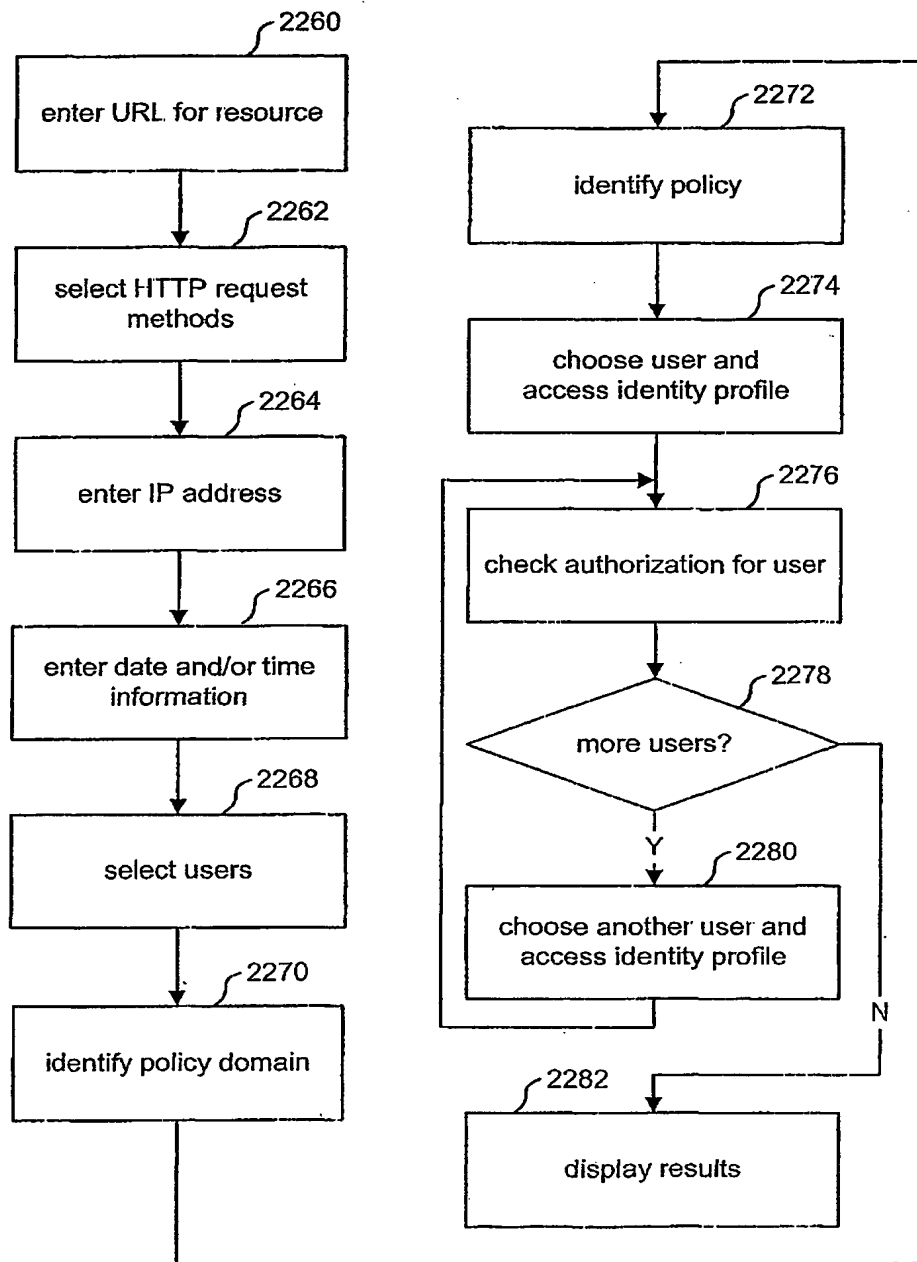 2260
enter URL for resource
2262
select HTTP request
methods
2264
enter IP address
2266
enter date and/or time
information
2268
select users
2270
identify policy domain
2272
identify policy
2274
choose user and
access identity profile
2276
check authorization for user
2278
more users?
Y
2280
choose another user and
access identity profile
N
2282
display results